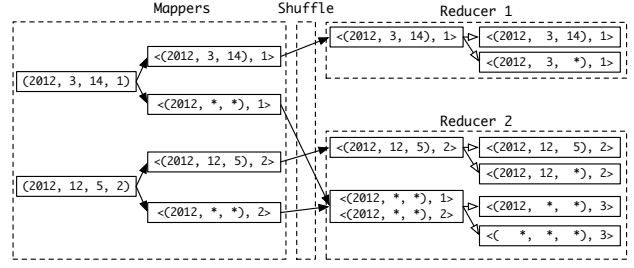 Mappers
Shuffle
Reducer 1
(2012, 3, 14, 1)
<(2012, 3, 14), 1>
<(2012, *, *), 1>
(2012, 12, 5, 2)
<(2012, 12, 5), 2>
<(2012, *, *), 2>
<(2012, 3, 14), 1>
<(2012, 3, 14), 1>
<(2012, 3, *), 1>
Reducer 2
<(2012, 12, 5), 2>
<(2012, 12, 5), 2>
<(2012, 12, *), 2>
<(2012, *, *), 1>
<(2012, *, *), 2>
<(2012, *, *), 3>
<( *, *, *), 3>